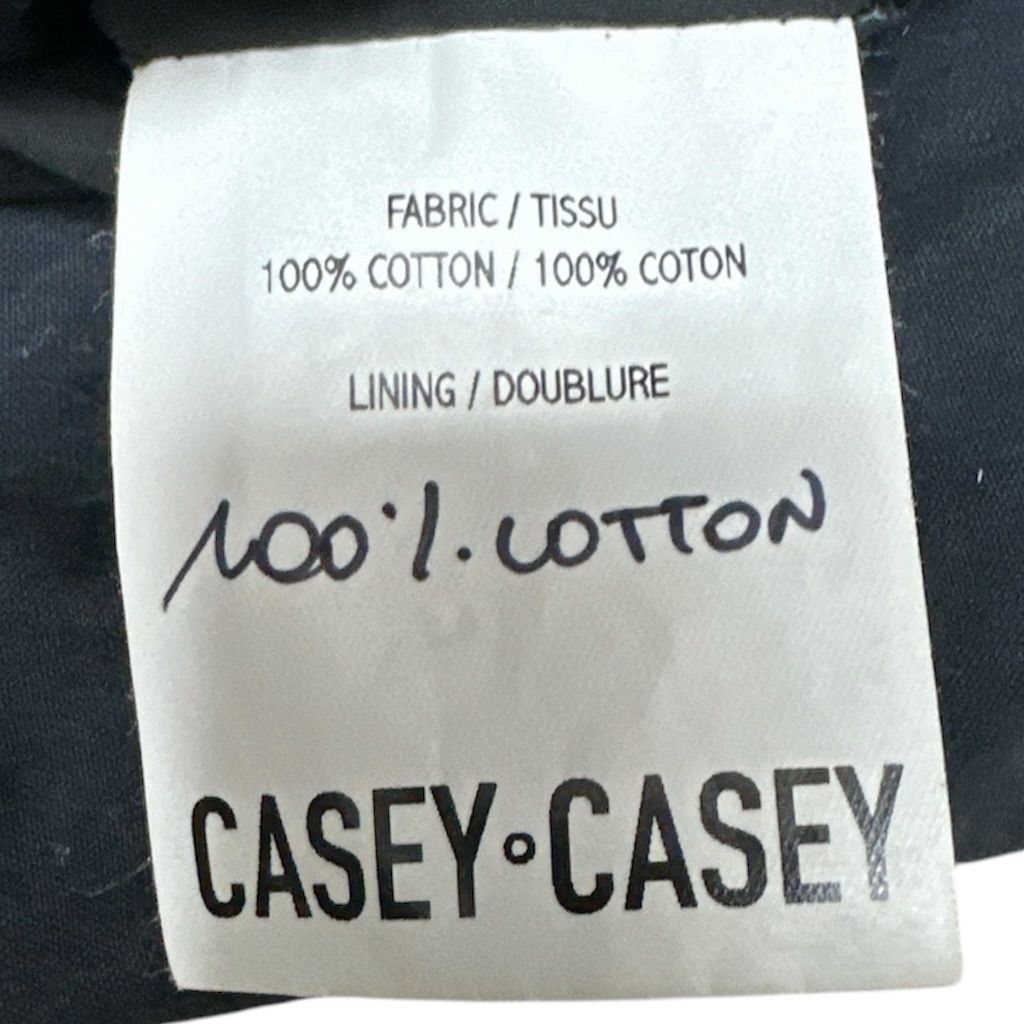 FABRIC / TISSU
100% COTTON / 100% COTON
LINING / DOUBLURE
100% COTTON
CASEY∘CASEY